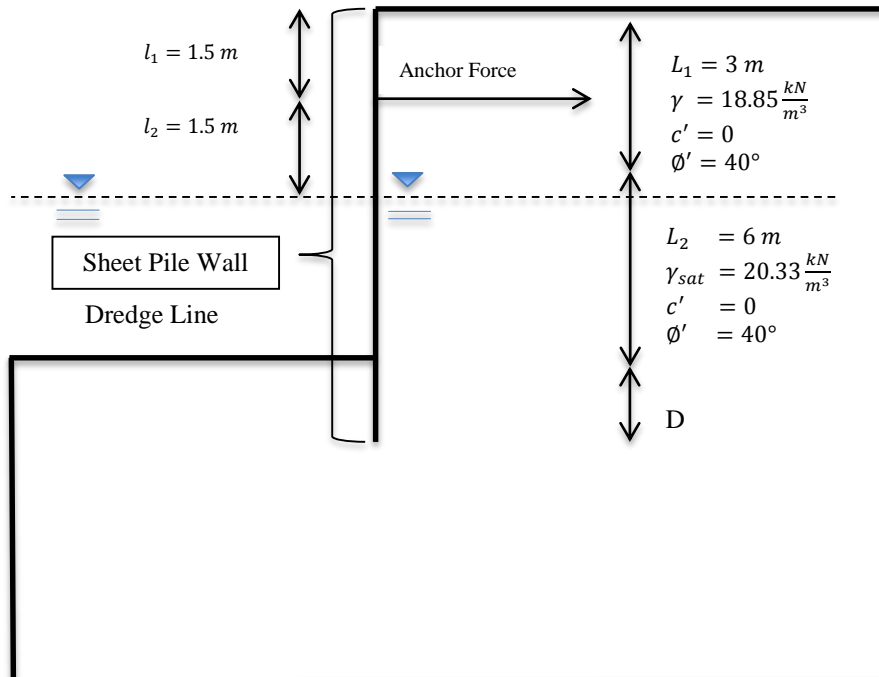 l₁ = 1.5 m
Anchor Force
l₂ = 1.5 m
L₁ = 3 m
γ = 18.85 kN/m³
c′ = 0
Ø′ = 40°
Sheet Pile Wall
Dredge Line
L₂ = 6 m
γsat = 20.33 kN/m³
c′ = 0
Ø′ = 40°
D